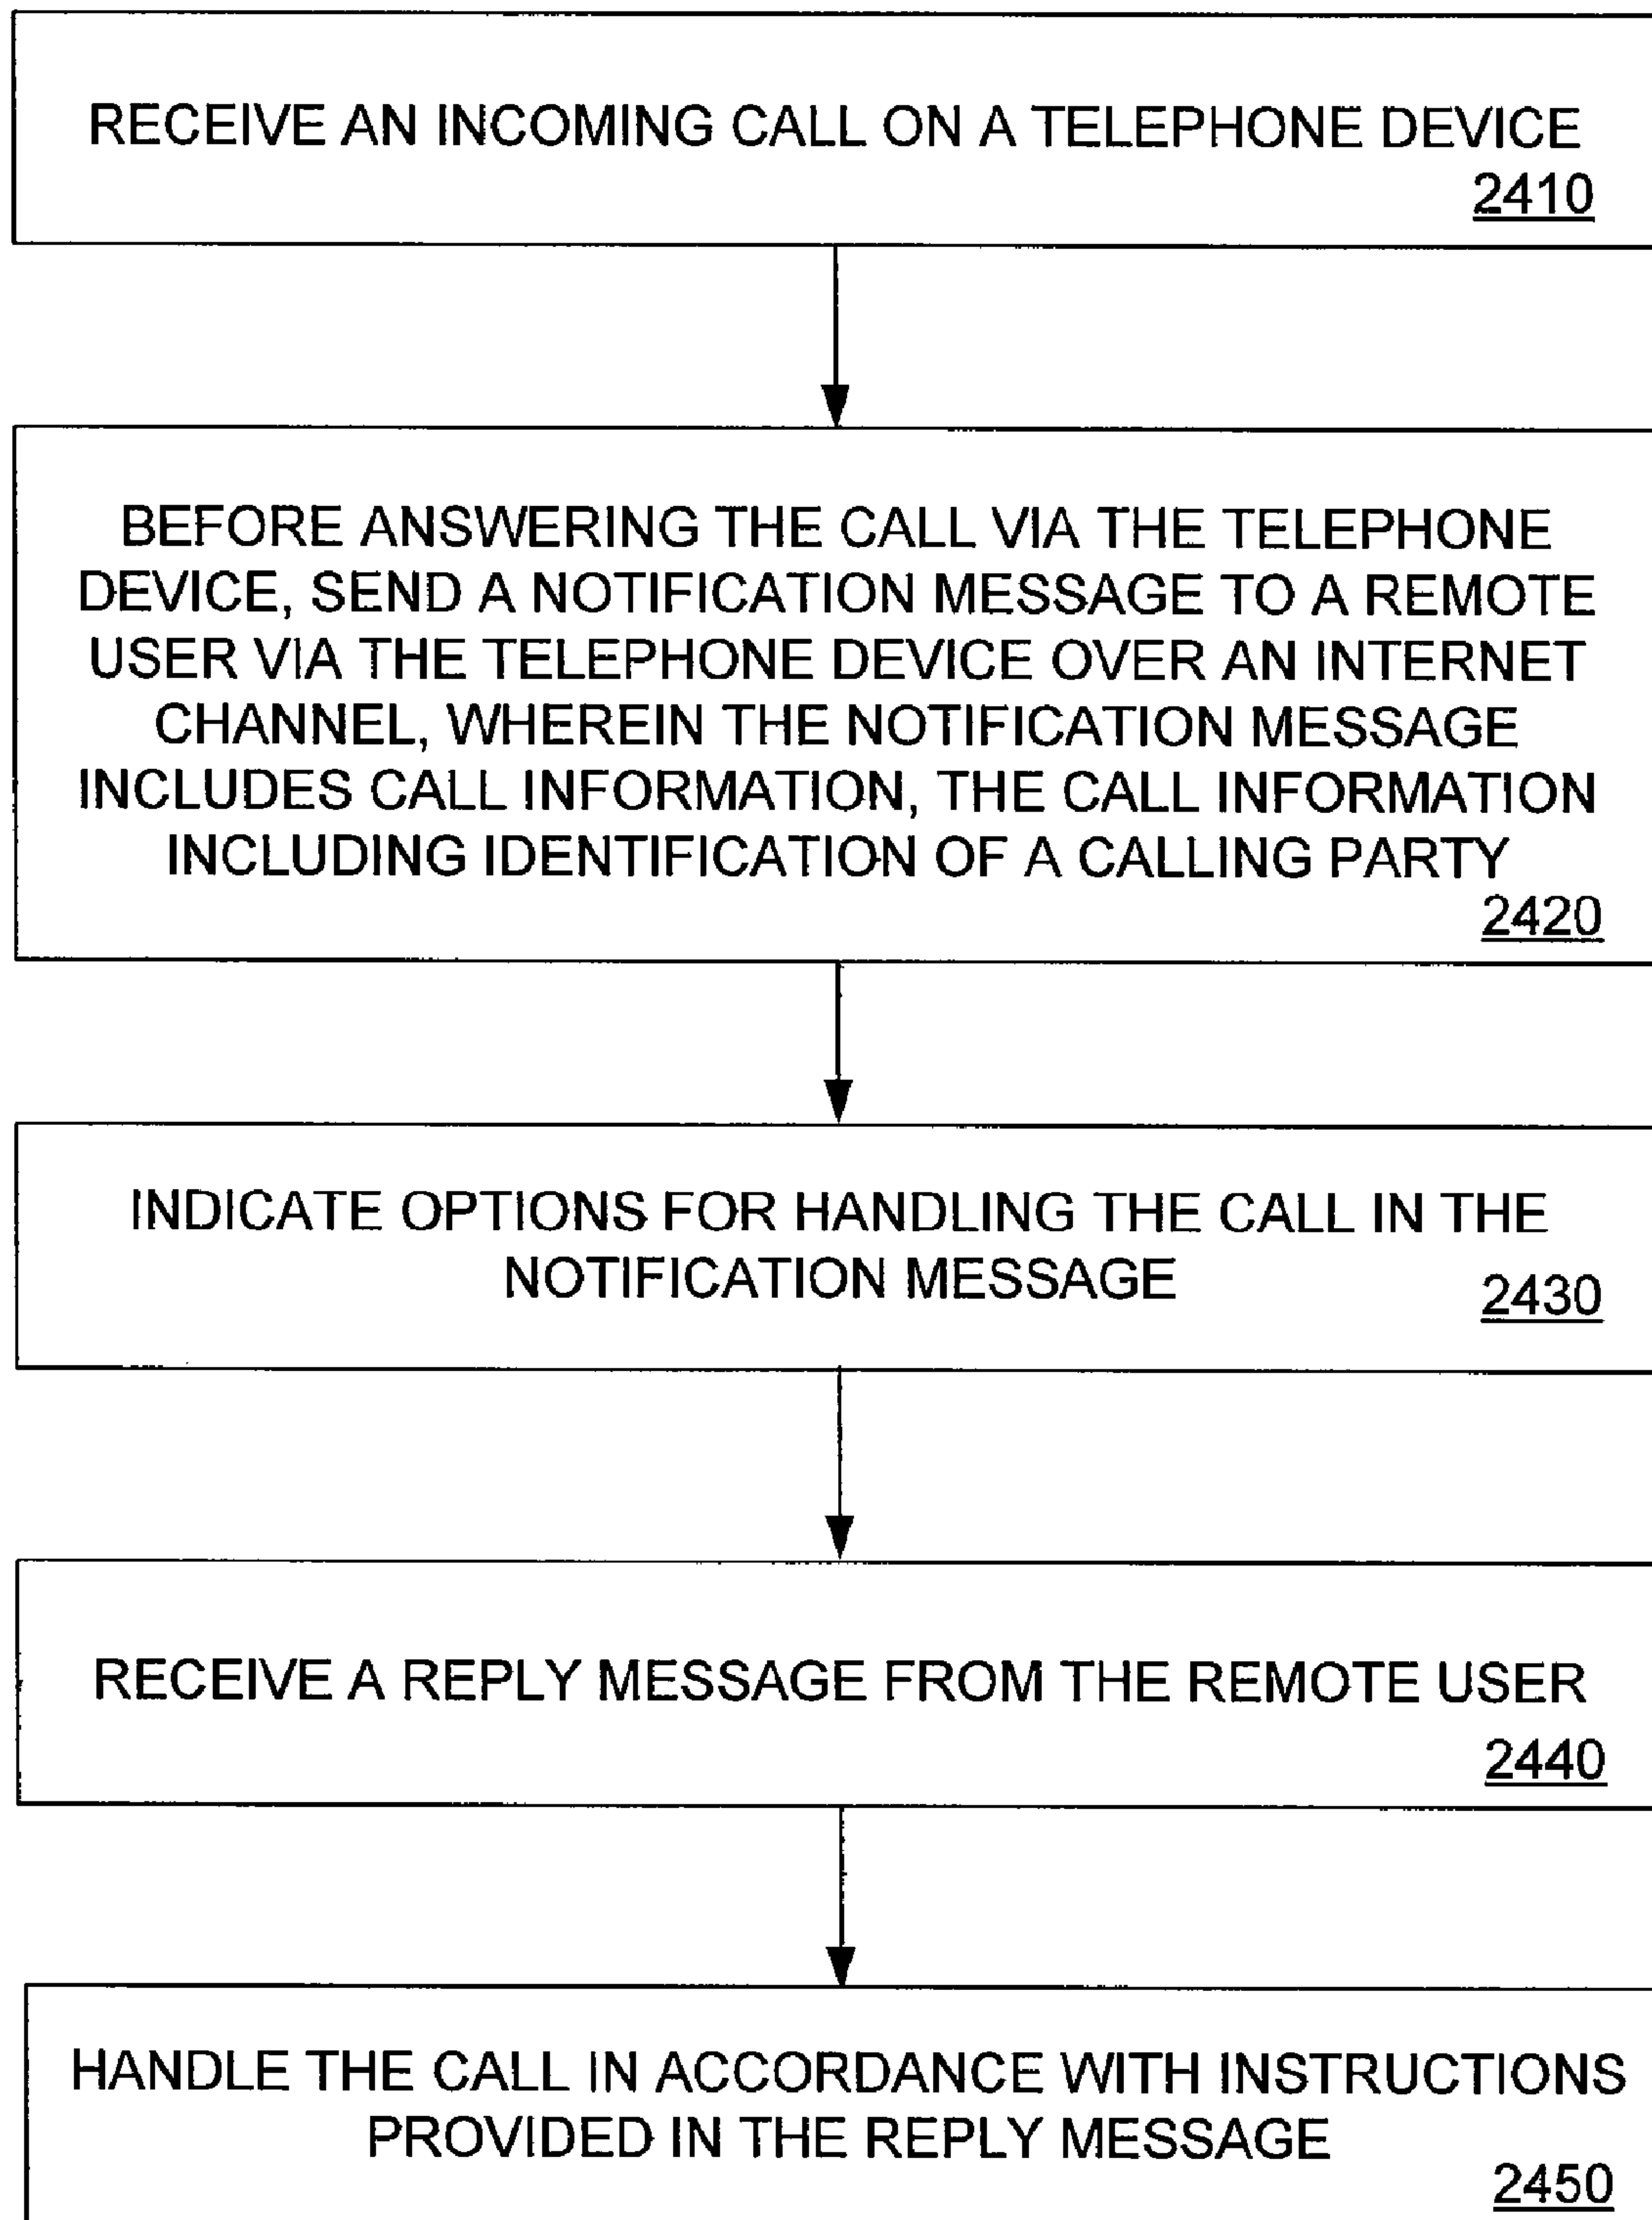 RECEIVE AN INCOMING CALL ON A TELEPHONE DEVICE
2410
BEFORE ANSWERING THE CALL VIA THE TELEPHONE
DEVICE, SEND A NOTIFICATION MESSAGE TO A REMOTE
USER VIA THE TELEPHONE DEVICE OVER AN INTERNET
CHANNEL, WHEREIN THE NOTIFICATION MESSAGE
INCLUDES CALL INFORMATION, THE CALL INFORMATION
INCLUDING IDENTIFICATION OF A CALLING PARTY
2420
INDICATE OPTIONS FOR HANDLING THE CALL IN THE
NOTIFICATION MESSAGE
2430
RECEIVE A REPLY MESSAGE FROM THE REMOTE USER
2440
HANDLE THE CALL IN ACCORDANCE WITH INSTRUCTIONS
PROVIDED IN THE REPLY MESSAGE
2450